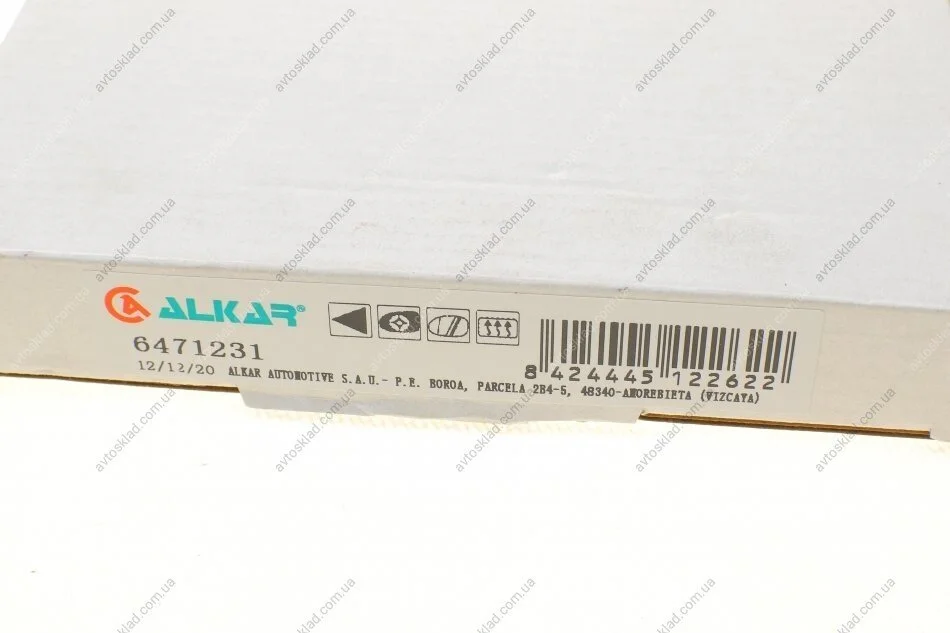 ALKAR®
6471231
8 424445 122622
12/12/20 ALKAR AUTOMOTIVE S.A.U.- P.E. BOROA, PARCELA 2B4-5, 48340-AMOREBIETA (VIZCAYA)
avtosklad.com.ua